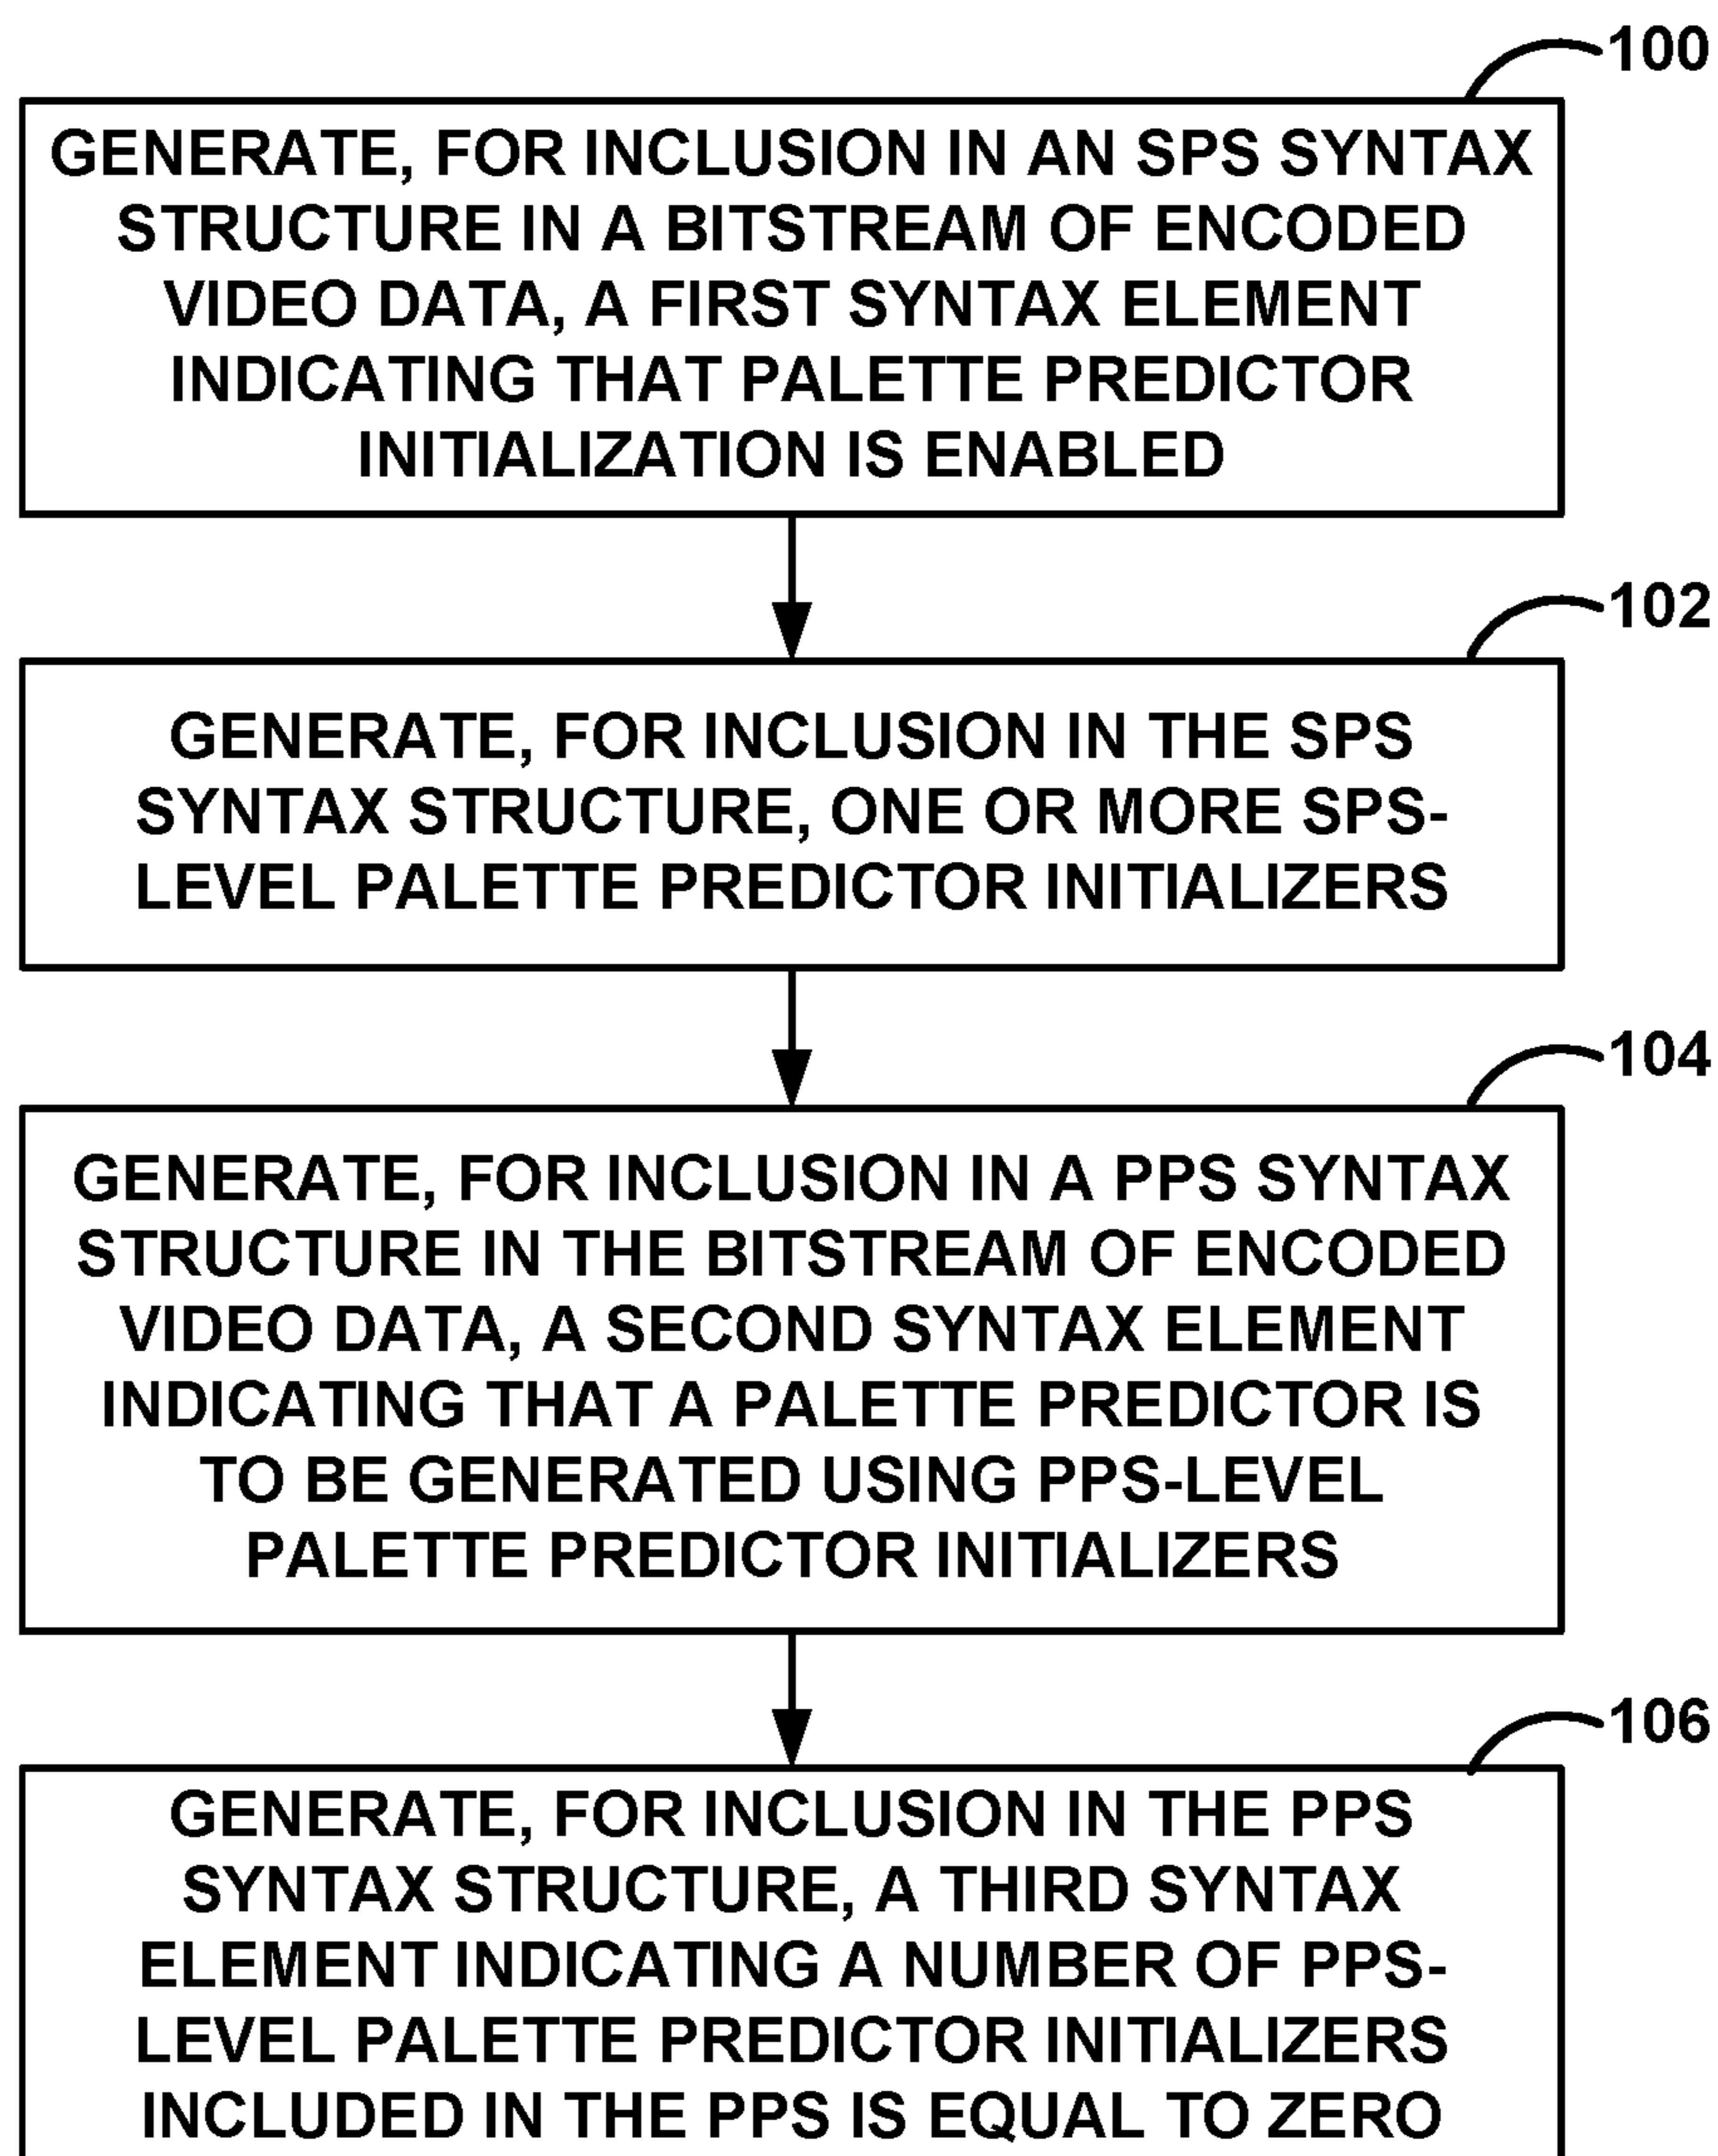 100
GENERATE, FOR INCLUSION IN AN SPS SYNTAX
STRUCTURE IN A BITSTREAM OF ENCODED
VIDEO DATA, A FIRST SYNTAX ELEMENT
INDICATING THAT PALETTE PREDICTOR
INITIALIZATION IS ENABLED
102
GENERATE, FOR INCLUSION IN THE SPS
SYNTAX STRUCTURE, ONE OR MORE SPS-
LEVEL PALETTE PREDICTOR INITIALIZERS
104
GENERATE, FOR INCLUSION IN A PPS SYNTAX
STRUCTURE IN THE BITSTREAM OF ENCODED
VIDEO DATA, A SECOND SYNTAX ELEMENT
INDICATING THAT A PALETTE PREDICTOR IS
TO BE GENERATED USING PPS-LEVEL
PALETTE PREDICTOR INITIALIZERS
106
GENERATE, FOR INCLUSION IN THE PPS
SYNTAX STRUCTURE, A THIRD SYNTAX
ELEMENT INDICATING A NUMBER OF PPS-
LEVEL PALETTE PREDICTOR INITIALIZERS
INCLUDED IN THE PPS IS EQUAL TO ZERO